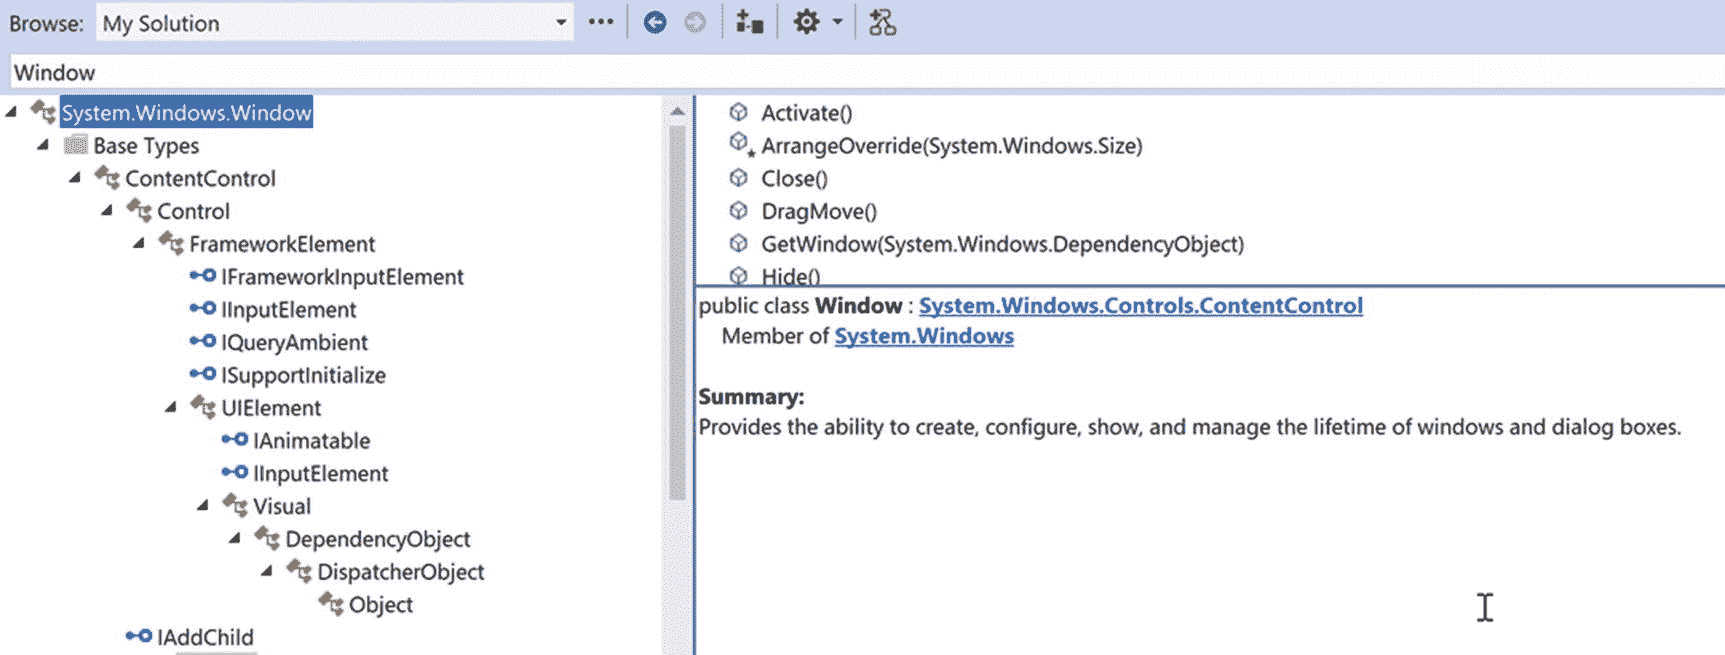 Browse: My Solution
Window
System.Windows.Window
Base Types
ContentControl
Control
FrameworkElement
IFrameworkInputElement
IInputElement
IQueryAmbient
ISupportInitialize
UIElement
IAnimatable
IInputElement
Visual
DependencyObject
DispatcherObject
Object
IAddChild
Activate()
ArrangeOverride(System.Windows.Size)
Close()
DragMove()
GetWindow(System.Windows.DependencyObject)
Hide()
public class Window : System.Windows.Controls.ContentControl
Member of System.Windows
Summary:
Provides the ability to create, configure, show, and manage the lifetime of windows and dialog boxes.